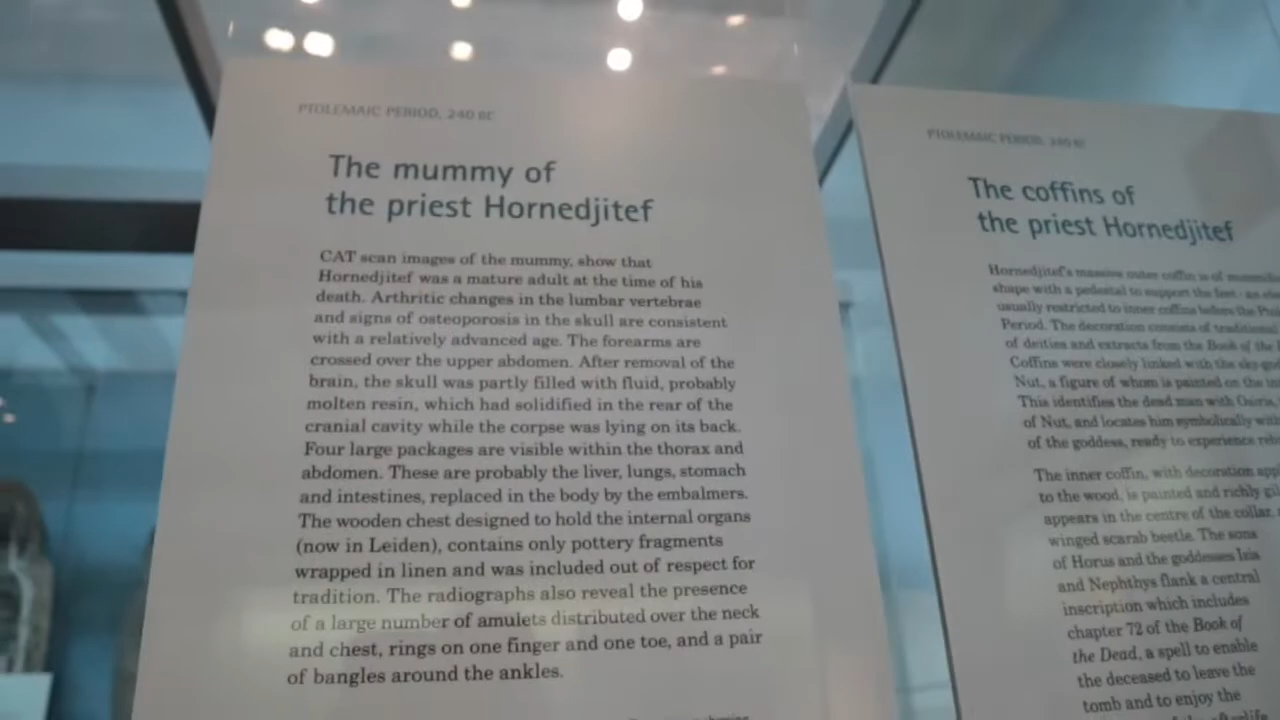 PTOLEMAIC PERIOD, 240 BC
The mummy of
the priest Hornedjitef
CAT scan images of the mummy, show that
Hornedjitef was a mature adult at the time of his
death. Arthritic changes in the lumbar vertebrae
and signs of osteoporosis in the skull are consistent
with a relatively advanced age. The forearms are
crossed over the upper abdomen. After removal of the
brain, the skull was partly filled with fluid, probably
molten resin, which had solidified in the rear of the
cranial cavity while the corpse was lying on its back.
Four large packages are visible within the thorax and
abdomen. These are probably the liver, lungs, stomach
and intestines, replaced in the body by the embalmers.
The wooden chest designed to hold the internal organs
(now in Leiden), contains only pottery fragments
wrapped in linen and was included out of respect for
tradition. The radiographs also reveal the presence
of a large number of amulets distributed over the neck
and chest, rings on one finger and one toe, and a pair
of bangles around the ankles.
PTOLEMAIC PERIOD, 240 BC
The coffins of
the priest Hornedjitef
Hornedjitef's massive outer coffin is of
shape with a pedestal to support the feet - an
usually restricted to inner coffins before the
Period. The decoration consists of traditional
of deities and extracts from the Book of the
Coffins were closely linked with the
Nut, a figure of whom is painted on the
This identifies the dead man with Osiris,
of Nut, and locates him symbolically
of the goddess, ready to experience
The inner coffin, with decoration
to the wood, is painted and richly
appears in the centre of the collar,
winged scarab beetle. The sons
of Horus and the goddesses Isis
and Nephthys flank a central
inscription which includes
chapter 72 of the Book of
the Dead, a spell to enable
the deceased to leave the
tomb and to enjoy the